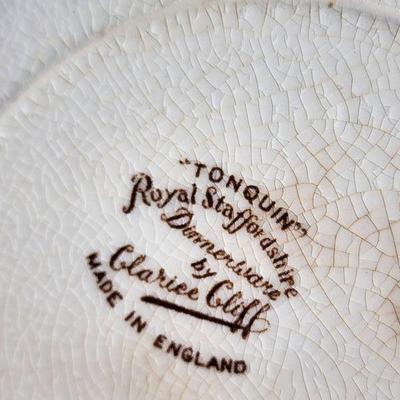 "TONQUIN"
Royal Staffordshire
Dinnerware
by
Clarice Cliff
MADE IN ENGLAND